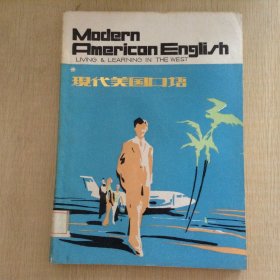 Modern
American English
LIVING & LEARNING IN THE WEST
现代美国口语